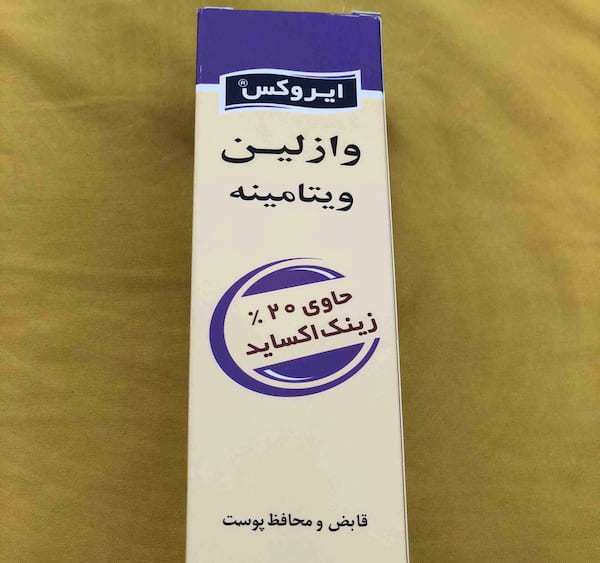 ایروکس®
وازلین
ویتامینه
حاوی ۲۰ %
زینک اکساید
قابض و محافظ پوست